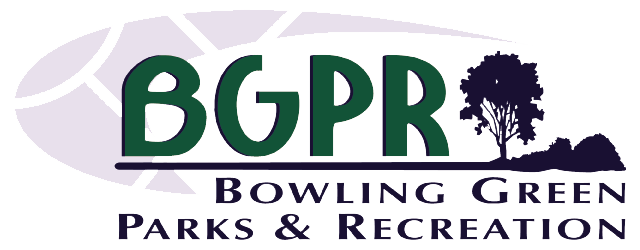 BGPR
BOWLING GREEN
PARKS & RECREATION